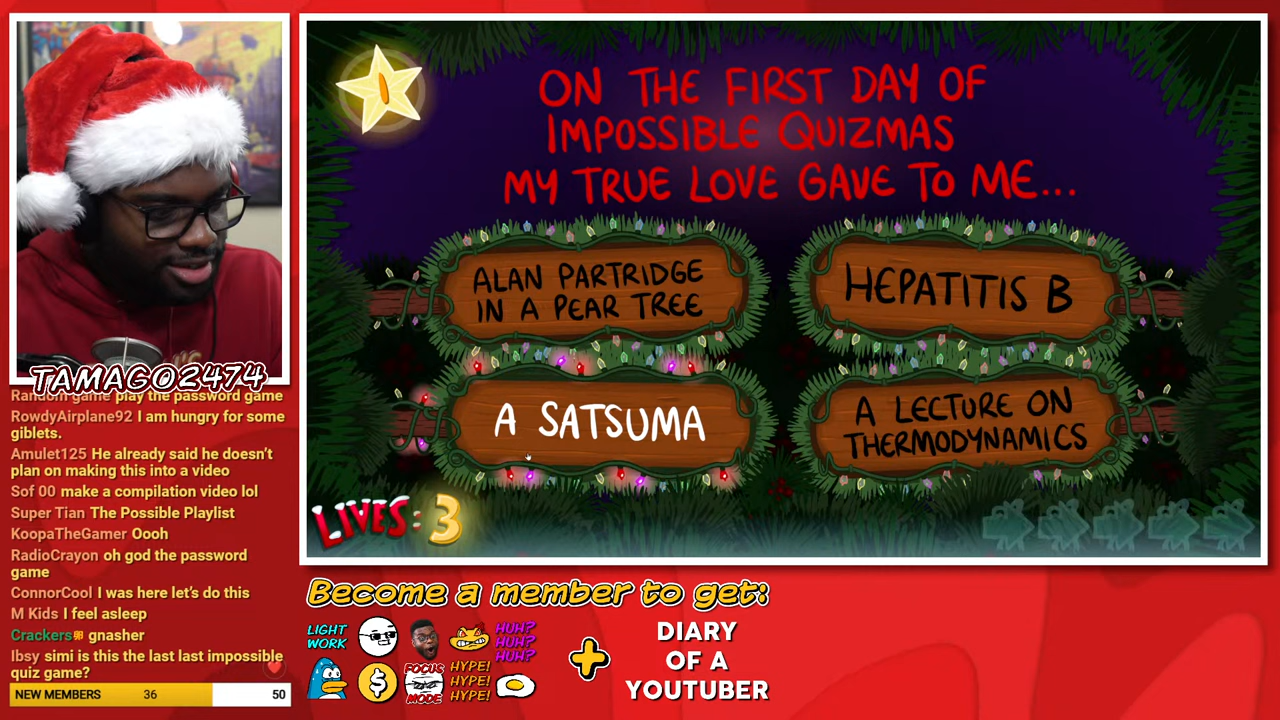 ON THE FIRST DAY OF
IMPOSSIBLE QUIZMAS
MY TRUE LOVE GAVE TO ME...
1
ALAN PARTRIDGE
IN A PEAR TREE
HEPATITIS B
A SATSUMA
A LECTURE ON
THERMODYNAMICS
LIVES: 3
TAMAGO2474
Random game play the password game
RowdyAirplane92 I am hungry for some
giblets.
Amulet125 He already said he doesn't
plan on making this into a video
Sof 00 make a compilation video lol
Super Tian The Possible Playlist
KoopaTheGamer Oooh
RadioCrayon oh god the password
game
ConnorCool I was here let's do this
M Kids I feel asleep
Crackers gnasher
Ibsy simi is this the last last impossible
quiz game?
NEW MEMBERS 36 50
Become a member to get:
LIGHT
WORK
HUH?
HUH?
HUH?
$
FOCUS
MODE
HYPE!
HYPE!
HYPE!
+
DIARY
OF A
YOUTUBER